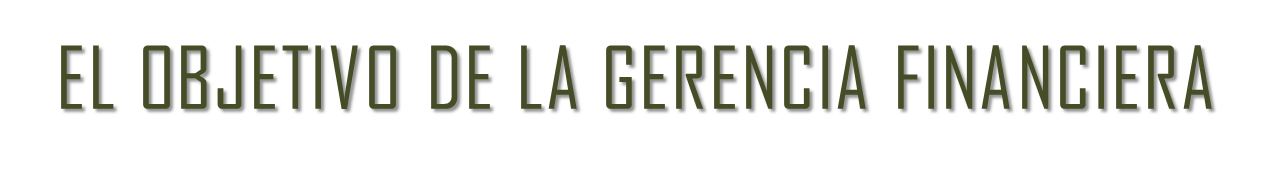 EL OBJETIVO DE LA GERENCIA FINANCIERA